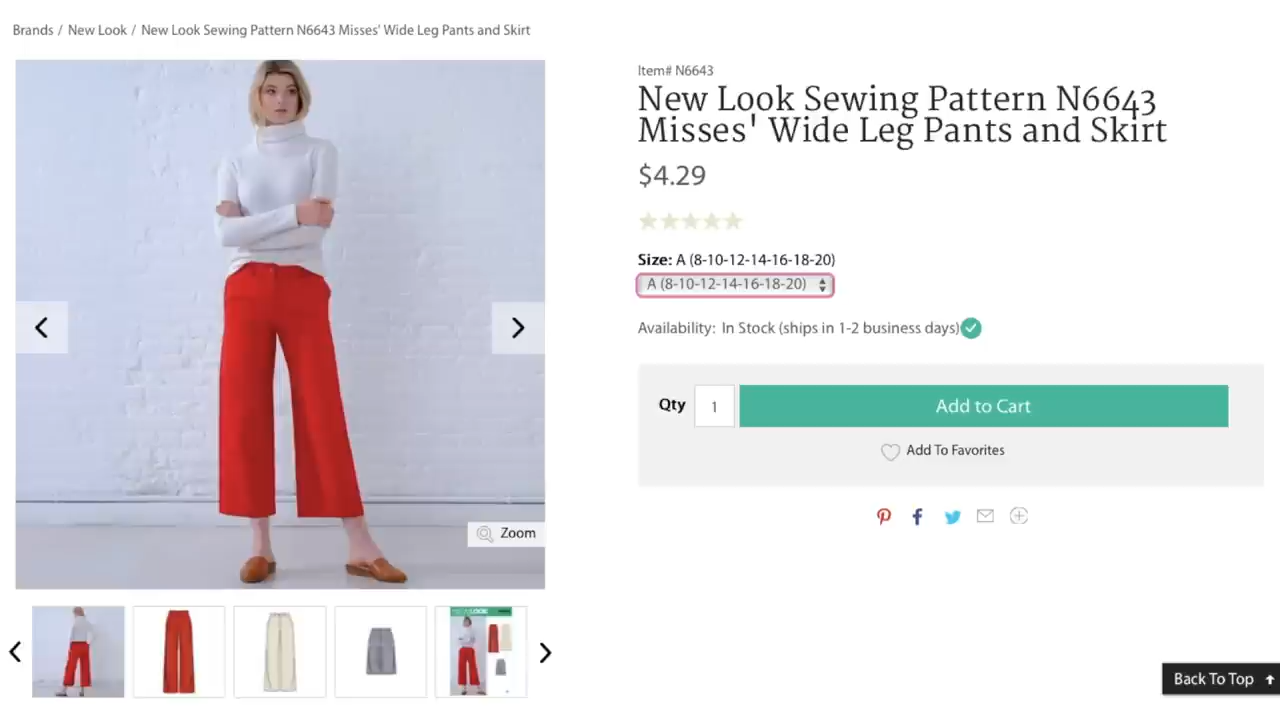 Brands / New Look / New Look Sewing Pattern N6643 Misses' Wide Leg Pants and Skirt
Item# N6643
New Look Sewing Pattern N6643
Misses' Wide Leg Pants and Skirt
$4.29
Size: A (8-10-12-14-16-18-20)
A (8-10-12-14-16-18-20)
Availability: In Stock (ships in 1-2 business days)
Qty 1 Add to Cart
Add To Favorites
Zoom
Back To Top